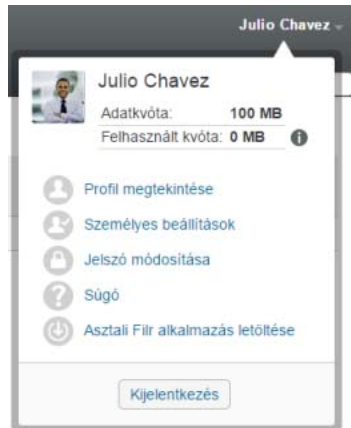 Julio Chavez
Julio Chavez
Adatkvóta: 100 MB
Felhasznált kvóta: 0 MB
Profil megtekintése
Személyes beállítások
Jelszó módosítása
Súgó
Asztali Filr alkalmazás letöltése
Kijelentkezés